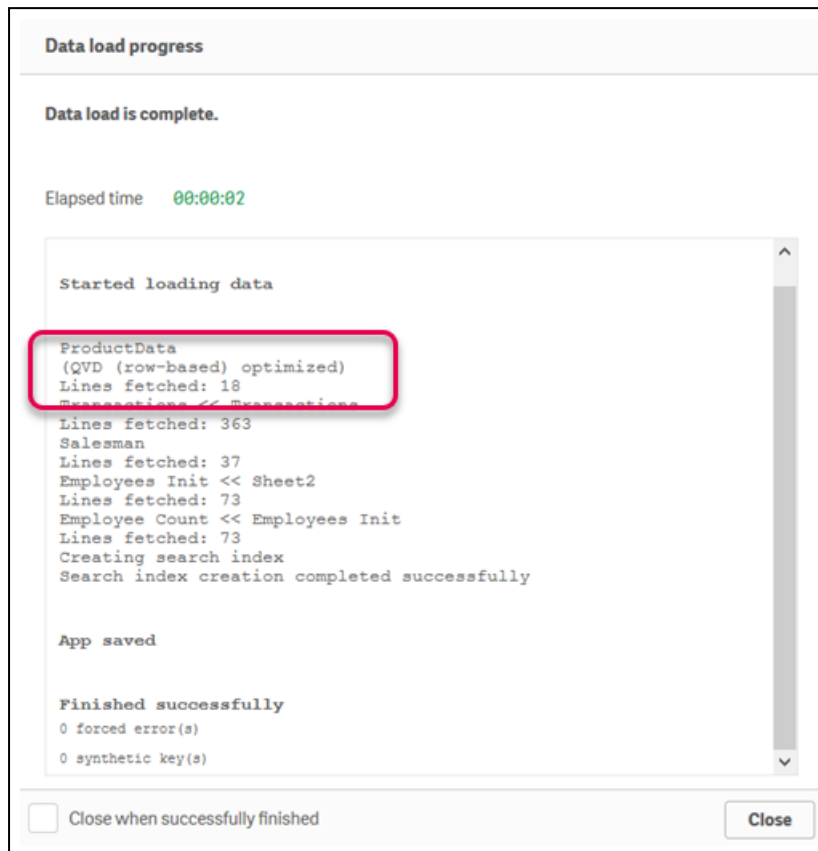 Data load progress
Data load is complete.
Elapsed time 00:00:02
Started loading data
ProductData
(QVD (row-based) optimized)
Lines fetched: 18
Transactions << Transactions
Lines fetched: 363
Salesman
Lines fetched: 37
Employees Init << Sheet2
Lines fetched: 73
Employee Count << Employees Init
Lines fetched: 73
Creating search index
Search index creation completed successfully
App saved
Finished successfully
0 forced error(s)
0 synthetic key(s)
Close when successfully finished
Close